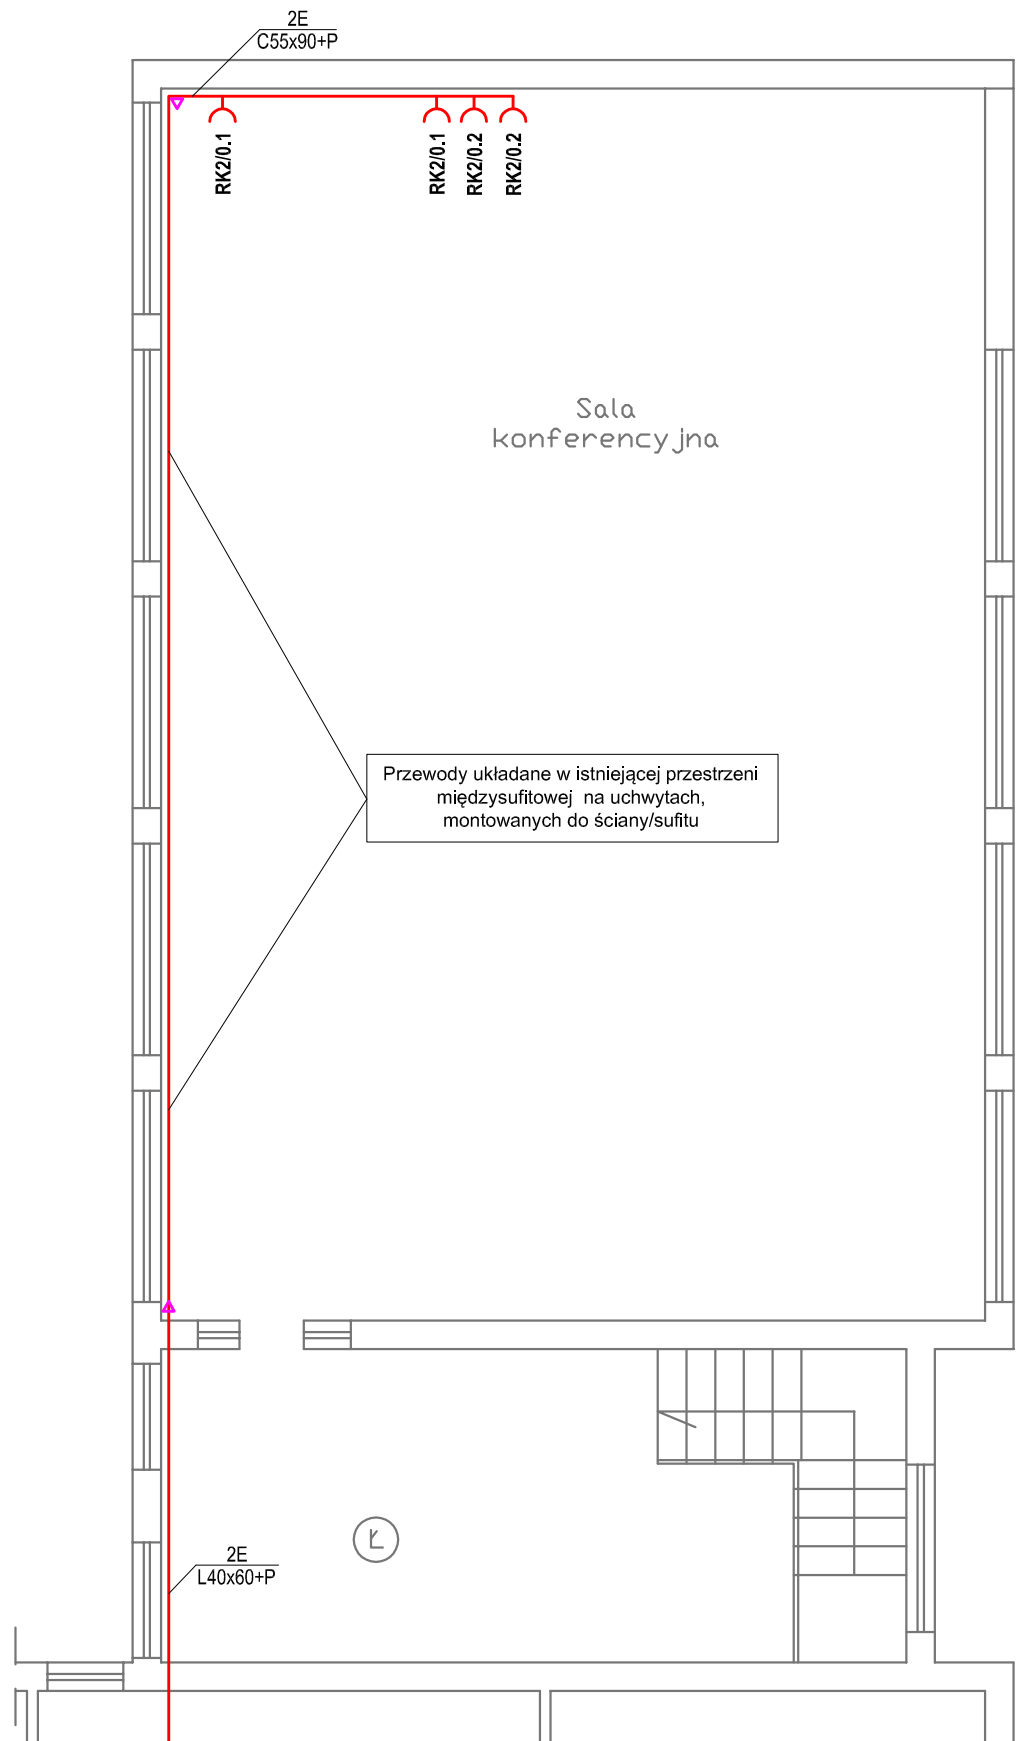 2E
C55x90+P
RK2/0.1
RK2/0.1
RK2/0.2
RK2/0.2
Sala
konferencyjna
Przewody układane w istniejącej przestrzeni
międzysufitowej na uchwytach,
montowanych do ściany/sufitu
Ł
2E
L40x60+P